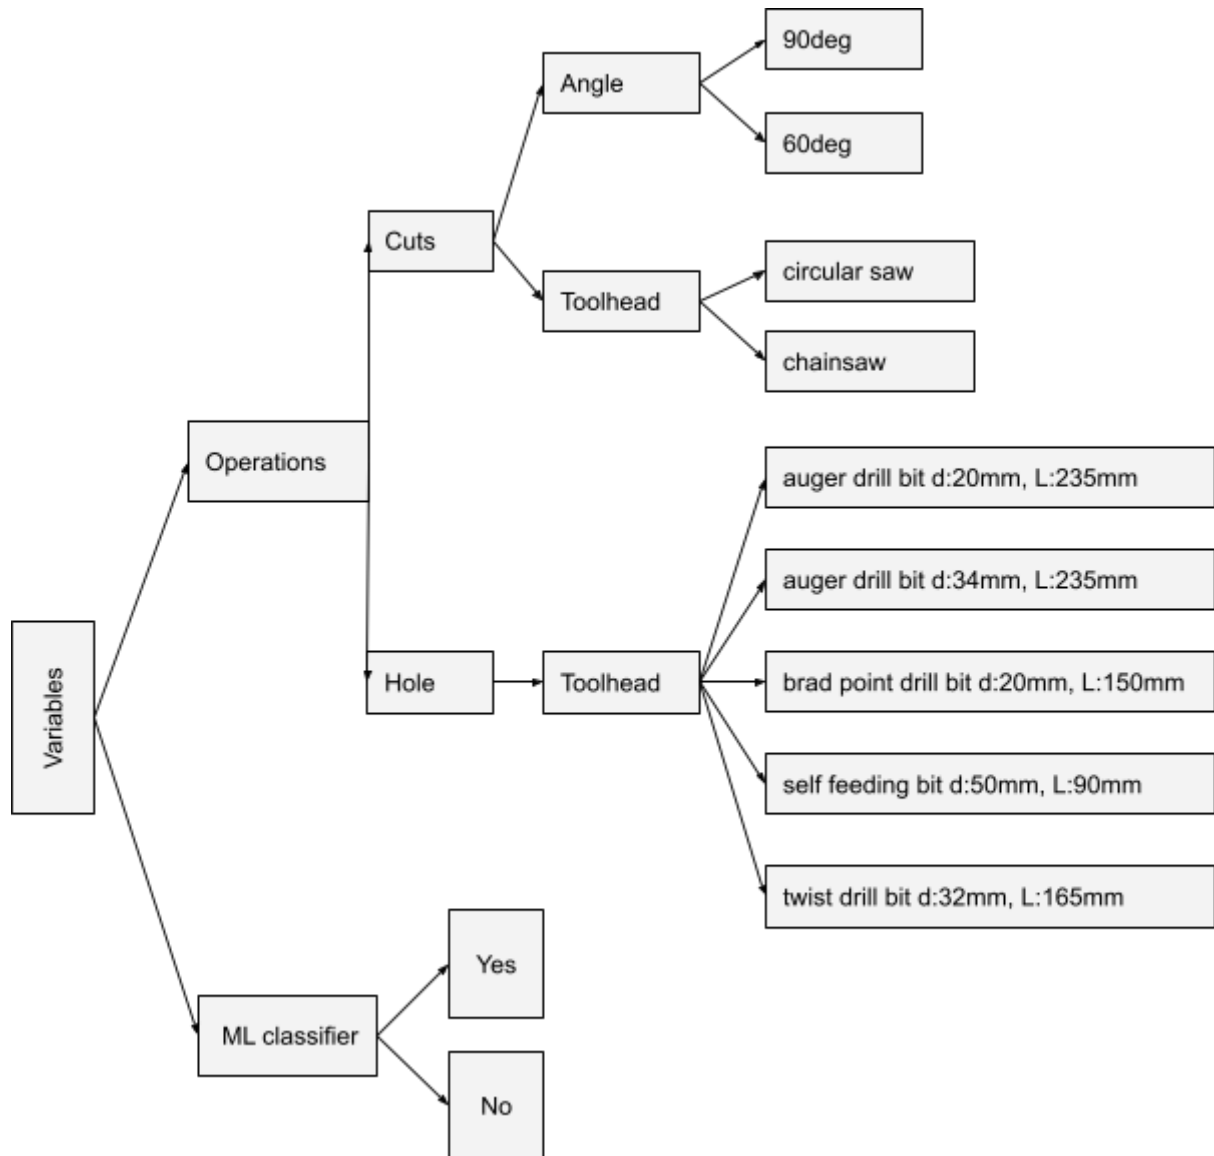 Variables
Operations
Cuts
Angle
90deg
60deg
Toolhead
circular saw
chainsaw
Hole
Toolhead
auger drill bit d:20mm, L:235mm
auger drill bit d:34mm, L:235mm
brad point drill bit d:20mm, L:150mm
self feeding bit d:50mm, L:90mm
twist drill bit d:32mm, L:165mm
ML classifier
Yes
No